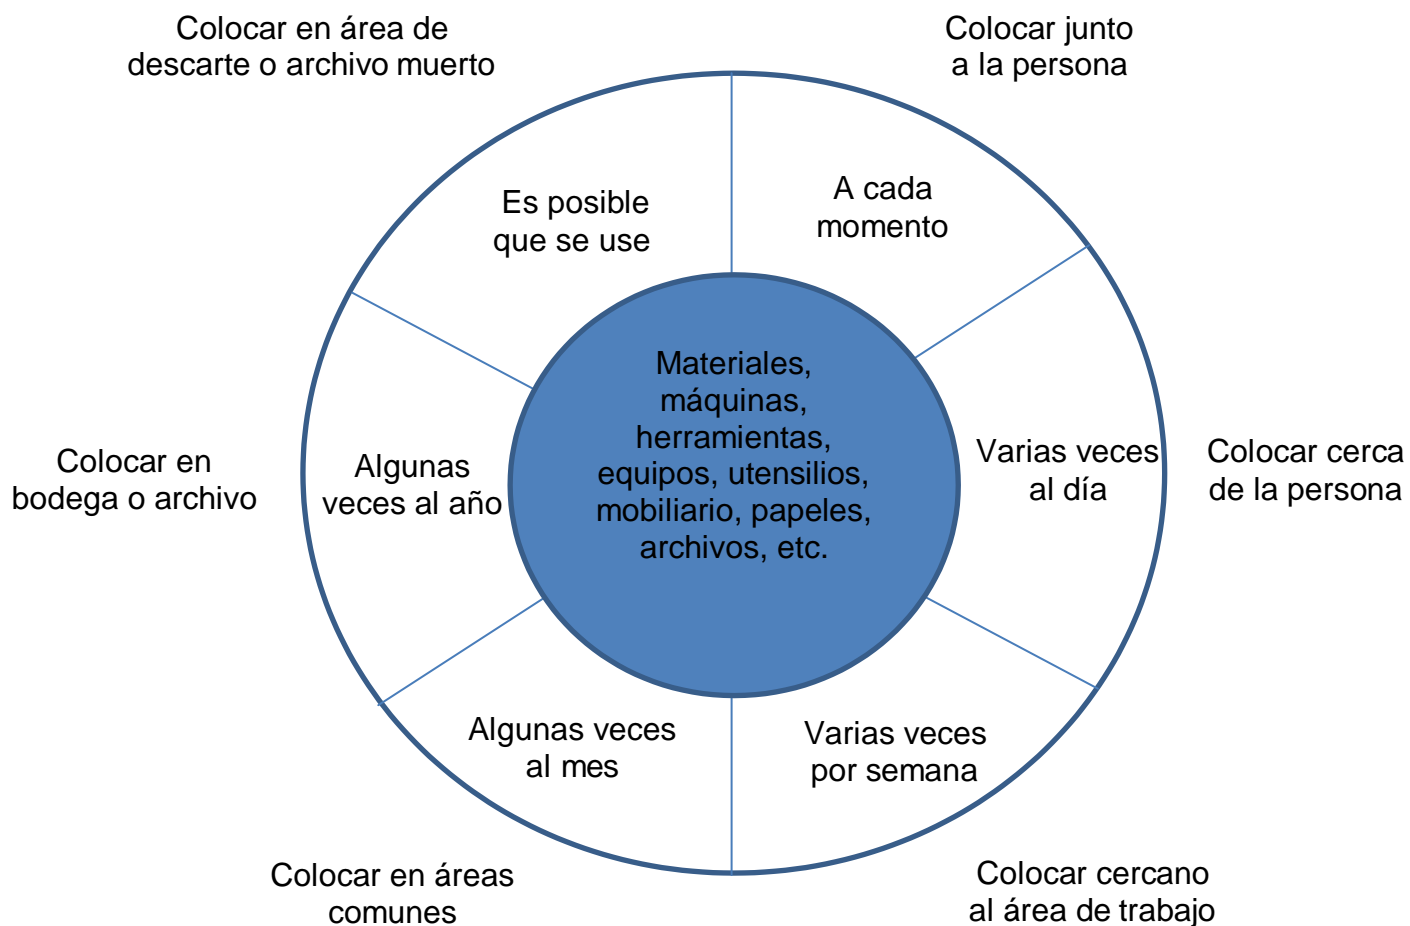 Colocar en área de
descarte o archivo muerto
Colocar junto
a la persona
Es posible
que se use
A cada
momento
Materiales,
máquinas,
herramientas,
equipos, utensilios,
mobiliario, papeles,
archivos, etc.
Colocar en
bodega o archivo
Algunas
veces al año
Varias veces
al día
Colocar cerca
de la persona
Algunas veces
al mes
Varias veces
por semana
Colocar en áreas
comunes
Colocar cercano
al área de trabajo